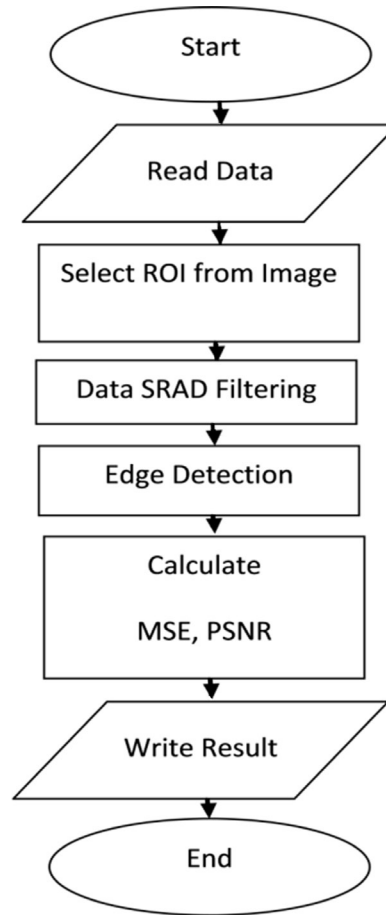 Start
Read Data
Select ROI from Image
Data SRAD Filtering
Edge Detection
Calculate
MSE, PSNR
Write Result
End